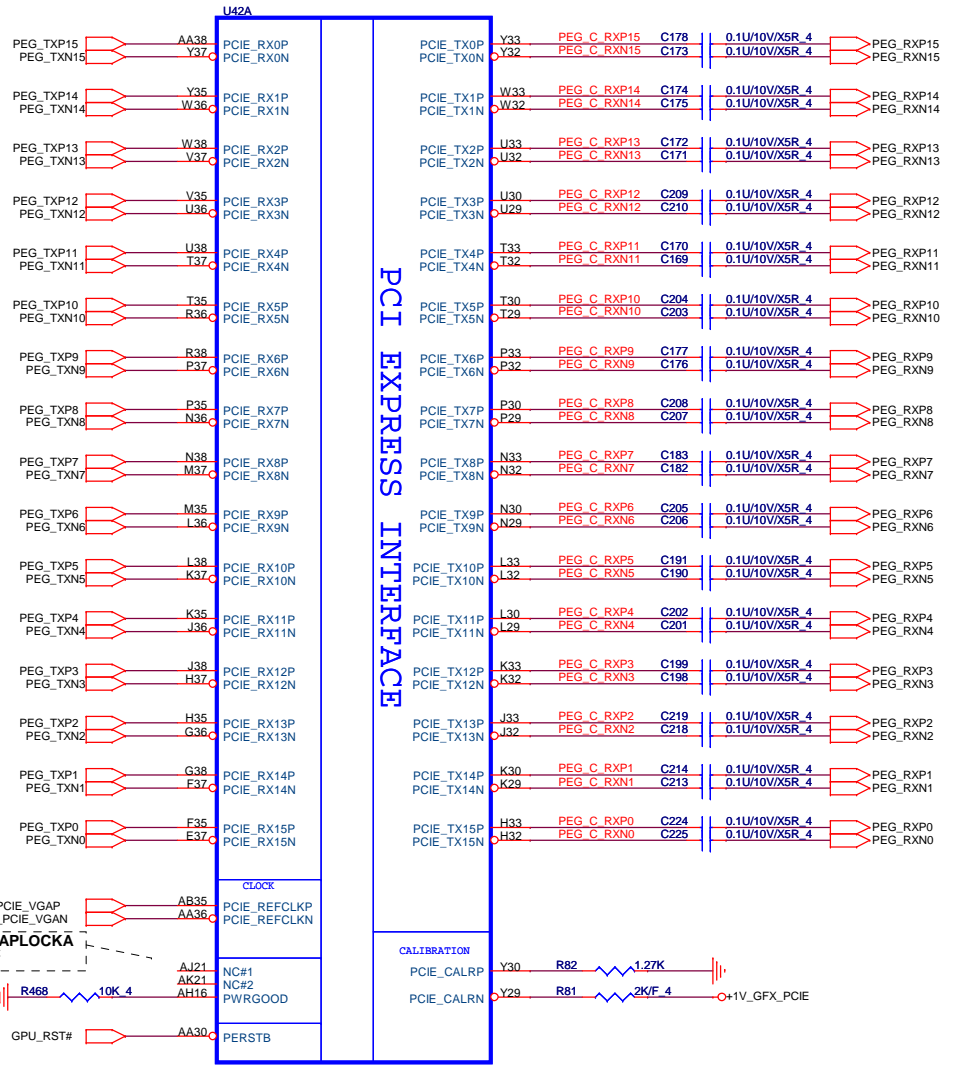 U42A
PEG_TXP15 AA38 PCIE_RX0P PCIE_TX0P Y33 PEG_C_RXP15 C178 0.1U/10V/X5R_4 PEG_RXP15
PEG_TXN15 Y37 PCIE_RX0N PCIE_TX0N Y32 PEG_C_RXN15 C173 PEG_RXN15
PEG_TXP14 Y35 PCIE_RX1P PCIE_TX1P W33 PEG_C_RXP14 C174 0.1U/10V/X5R_4 PEG_RXP14
PEG_TXN14 W36 PCIE_RX1N PCIE_TX1N W32 PEG_C_RXN14 C175 0.1U/10V/X5R_4 PEG_RXN14
PEG_TXP13 W38 PCIE_RX2P PCIE_TX2P U33 PEG_C_RXP13 C172 0.1U/10V/X5R_4 PEG_RXP13
PEG_TXN13 V37 PCIE_RX2N PCIE_TX2N U32 PEG_C_RXN13 C171 0.1U/10V/X5R_4 PEG_RXN13
PEG_TXP12 V35 PCIE_RX3P PCIE_TX3P U30 PEG_C_RXP12 C209 0.1U/10V/X5R_4 PEG_RXP12
PEG_TXN12 U36 PCIE_RX3N PCIE_TX3N U29 PEG_C_RXN12 C210 0.1U/10V/X5R_4 PEG_RXN12
PEG_TXP11 U38 PCIE_RX4P PCIE_TX4P T33 PEG_C_RXP11 C170 0.1U/10V/X5R_4 PEG_RXP11
PEG_TXN11 T37 PCIE_RX4N PCIE_TX4N T32 PEG_C_RXN11 C169 0.1U/10V/X5R_4 PEG_RXN11
PEG_TXP10 T35 PCIE_RX5P PCIE_TX5P T30 PEG_C_RXP10 C204 0.1U/10V/X5R_4 PEG_RXP10
PEG_TXN10 R36 PCIE_RX5N PCIE_TX5N T29 PEG_C_RXN10 C203 0.1U/10V/X5R_4 PEG_RXN10
PEG_TXP9 R38 PCIE_RX6P PCIE_TX6P P33 PEG_C_RXP9 C177 0.1U/10V/X5R_4 PEG_RXP9
PEG_TXN9 P37 PCIE_RX6N PCIE_TX6N P32 PEG_C_RXN9 C176 0.1U/10V/X5R_4 PEG_RXN9
PEG_TXP8 P35 PCIE_RX7P PCIE_TX7P P30 PEG_C_RXP8 C208 0.1U/10V/X5R_4 PEG_RXP8
PEG_TXN8 N36 PCIE_RX7N PCIE_TX7N P29 PEG_C_RXN8 C207 0.1U/10V/X5R_4 PEG_RXN8
PEG_TXP7 N38 PCIE_RX8P PCIE_TX8P N33 PEG_C_RXP7 C183 0.1U/10V/X5R_4 PEG_RXP7
PEG_TXN7 M37 PCIE_RX8N PCIE_TX8N N32 PEG_C_RXN7 C182 0.1U/10V/X5R_4 PEG_RXN7
PEG_TXP6 M35 PCIE_RX9P PCIE_TX9P N30 PEG_C_RXP6 C205 0.1U/10V/X5R_4 PEG_RXP6
PEG_TXN6 L36 PCIE_RX9N PCIE_TX9N N29 PEG_C_RXN6 C206 0.1U/10V/X5R_4 PEG_RXN6
PEG_TXP5 L38 PCIE_RX10P PCIE_TX10P L33 PEG_C_RXP5 C191 0.1U/10V/X5R_4 PEG_RXP5
PEG_TXN5 K37 PCIE_RX10N PCIE_TX10N L32 PEG_C_RXN5 C190 0.1U/10V/X5R_4 PEG_RXN5
PEG_TXP4 K35 PCIE_RX11P PCIE_TX11P L30 PEG_C_RXP4 C202 0.1U/10V/X5R_4 PEG_RXP4
PEG_TXN4 J36 PCIE_RX11N PCIE_TX11N L29 PEG_C_RXN4 C201 0.1U/10V/X5R_4 PEG_RXN4
PEG_TXP3 J38 PCIE_RX12P PCIE_TX12P K33 PEG_C_RXP3 C199 0.1U/10V/X5R_4 PEG_RXP3
PEG_TXN3 H37 PCIE_RX12N PCIE_TX12N K32 PEG_C_RXN3 C198 0.1U/10V/X5R_4 PEG_RXN3
PEG_TXP2 H35 PCIE_RX13P PCIE_TX13P J33 PEG_C_RXP2 C219 0.1U/10V/X5R_4 PEG_RXP2
PEG_TXN2 G36 PCIE_RX13N PCIE_TX13N J32 PEG_C_RXN2 C218 0.1U/10V/X5R_4 PEG_RXN2
PEG_TXP1 G38 PCIE_RX14P PCIE_TX14P K30 PEG_C_RXP1 C214 0.1U/10V/X5R_4 PEG_RXP1
PEG_TXN1 F37 PCIE_RX14N PCIE_TX14N K29 PEG_C_RXN1 C213 0.1U/10V/X5R_4 PEG_RXN1
PEG_TXP0 F35 PCIE_RX15P PCIE_TX15P H33 PEG_C_RXP0 C224 0.1U/10V/X5R_4 PEG_RXP0
PEG_TXN0 E37 PCIE_RX15N PCIE_TX15N H32 PEG_C_RXN0 C225 0.1U/10V/X5R_4 PEG_RXN0
PCI EXPRESS INTERFACE
CLOCK
PCIE_VGAP AB35 PCIE_REFCLKP
_PCIE_VGAN AA36 PCIE_REFCLKN
APLOCKA
CALIBRATION
AJ21 NC#1 PCIE_CALRP Y30 R82 1.27K
AK21 NC#2
R468 10K_4 AH16 PWRGOOD PCIE_CALRN Y29 R81 2K/F_4 +1V_GFX_PCIE
GPU_RST# AA30 PERSTB